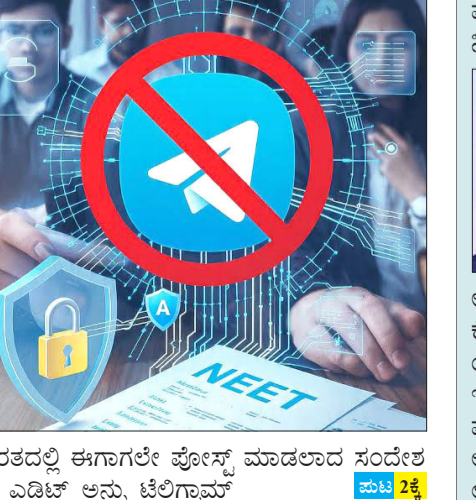 A
NEET
ರತದಲ್ಲಿ ಈಗಾಗಲೇ ಪೋಸ್ಟ್ ಮಾಡಲಾದ ಸಂದೇಶ
ಎಡಿಟ್ ಅನ್ನು ಟೆಲಿಗ್ರಾಮ್
ಪುಟ 2ಕ್ಕೆ